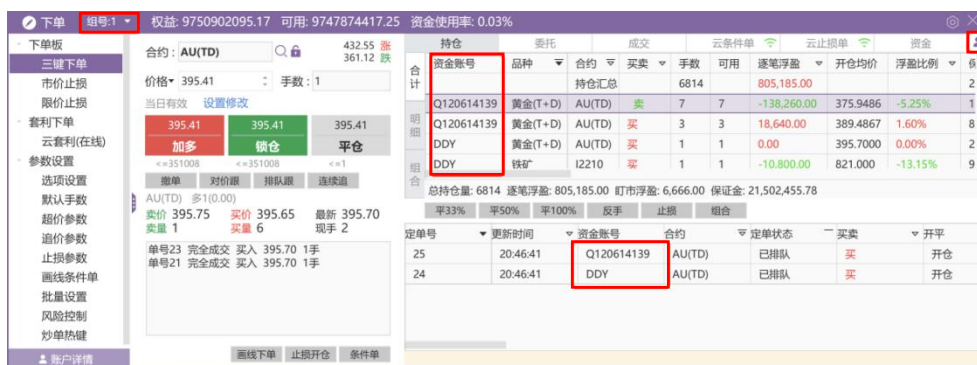 下单 组号:1 权益: 9750902095.17 可用: 9747874417.25 资金使用率: 0.03%
下单板
三键下单
市价止损
限价止损
套利下单
云套利(在线)
参数设置
选项设置
默认手数
超价参数
追价参数
止损参数
画线条件单
批量设置
风险控制
炒单热键
账户详情
合约: AU(TD) 432.55 涨
361.12 跌
价格 395.41 手数: 1
当日有效 设置修改
395.41 395.41 395.41
加多 锁仓 平仓
<=351008 <=351008 <=1
撤单 对价跟 排队跟 连续追
AU(TD) 多1(0.00)
卖价 395.75 买价 395.65 最新 395.70
卖量 1 买量 6 现手 2
单号23 完全成交 买入 395.70 1手
单号21 完全成交 买入 395.70 1手
画线下单 止损开仓 条件单
持仓 委托 成交 云条件单 云止损单 资金
合计
明细
组合
资金账号 品种 合约 买卖 手数 可用 逐笔浮盈 开仓均价 浮盈比例
持仓汇总 6814 805,185.00 2
Q120614139 黄金(T+D) AU(TD) 卖 7 7 -138,260.00 375.9486 -5.25% 1
Q120614139 黄金(T+D) AU(TD) 买 3 3 18,640.00 389.4867 1.60% 8
DDY 黄金(T+D) AU(TD) 买 1 1 0.00 395.7000 0.00% 2
DDY 铁矿 I2210 买 1 1 -10,800.00 821.000 -13.15% 9
总持仓量: 6814 逐笔浮盈: 805,185.00 盯市浮盈: 6,666.00 保证金: 21,502,455.78
平33% 平50% 平100% 反手 止损 组合
定单号 更新时间 资金账号 合约 定单状态 买卖 开平
25 20:46:41 Q120614139 AU(TD) 已排队 买 开仓
24 20:46:41 DDY AU(TD) 已排队 买 开仓